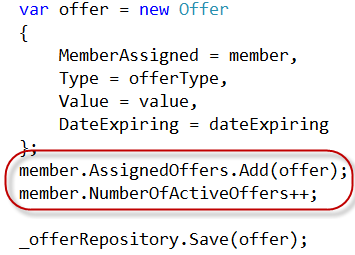 var offer = new Offer
{
MemberAssigned = member,
Type = offerType,
Value = value,
DateExpiring = dateExpiring
};
member.AssignedOffers.Add(offer);
member.NumberOfActiveOffers++;
_offerRepository.Save(offer);